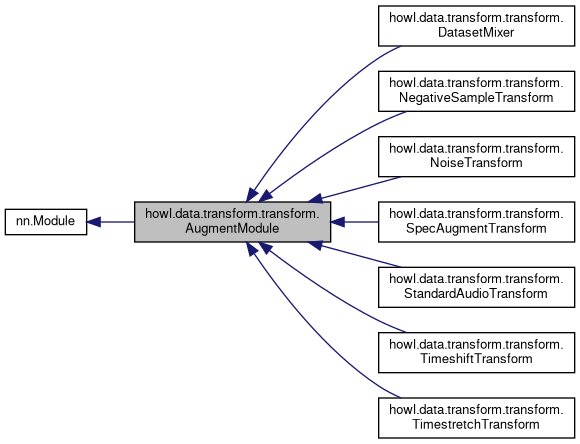 howl.data.transform.transform.
DatasetMixer
howl.data.transform.transform.
NegativeSampleTransform
howl.data.transform.transform.
NoiseTransform
nn.Module
howl.data.transform.transform.
AugmentModule
howl.data.transform.transform.
SpecAugmentTransform
howl.data.transform.transform.
StandardAudioTransform
howl.data.transform.transform.
TimeshiftTransform
howl.data.transform.transform.
TimestretchTransform